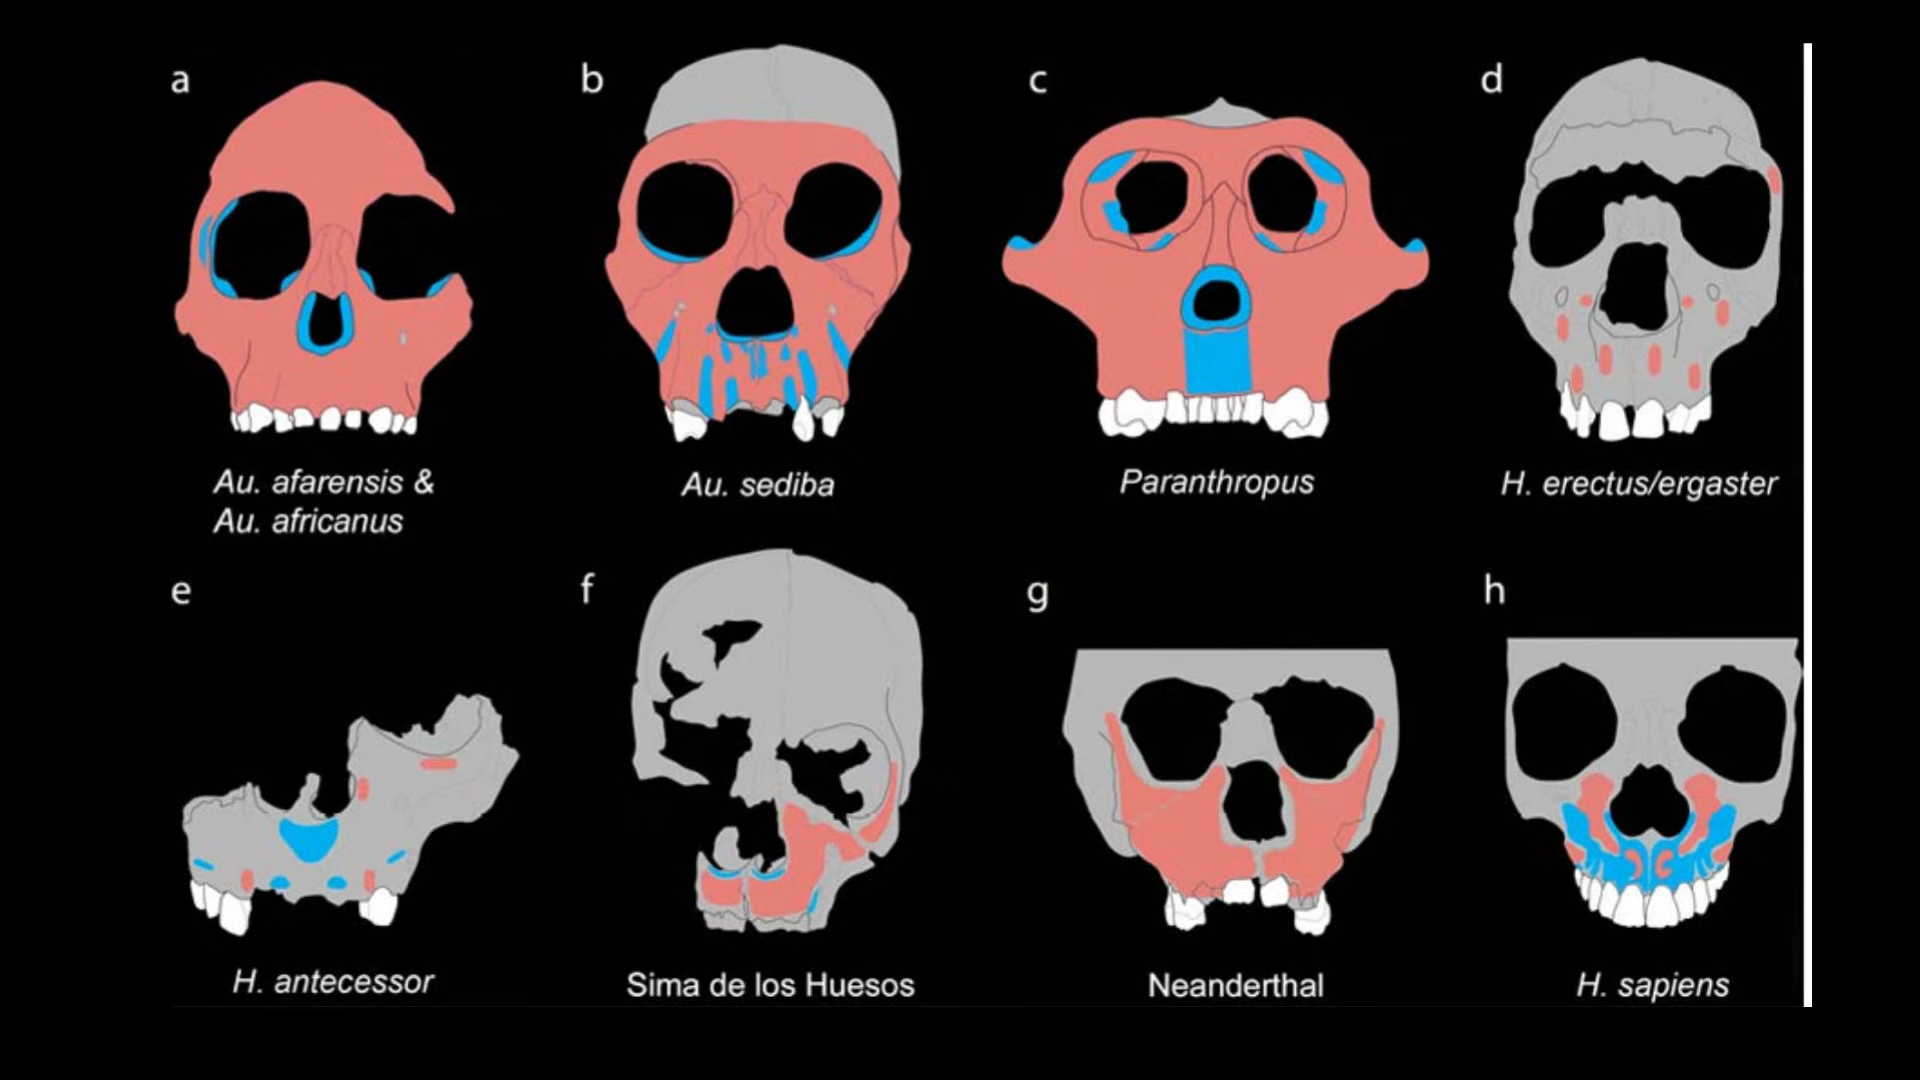 a
b
c
d
Au. afarensis &
Au. africanus
Au. sediba
Paranthropus
H. erectus/ergaster
e
f
g
h
H. antecessor
Sima de los Huesos
Neanderthal
H. sapiens